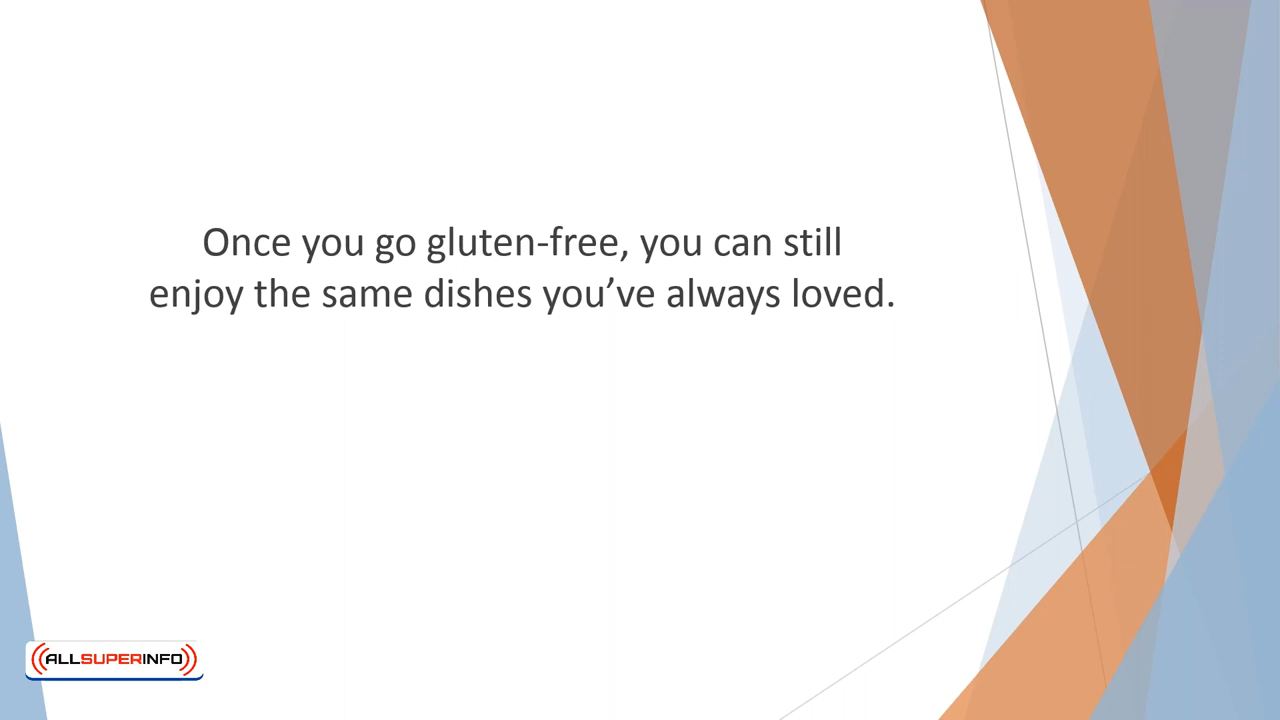 Once you go gluten-free, you can still
enjoy the same dishes you’ve always loved.
ALLSUPERINFO